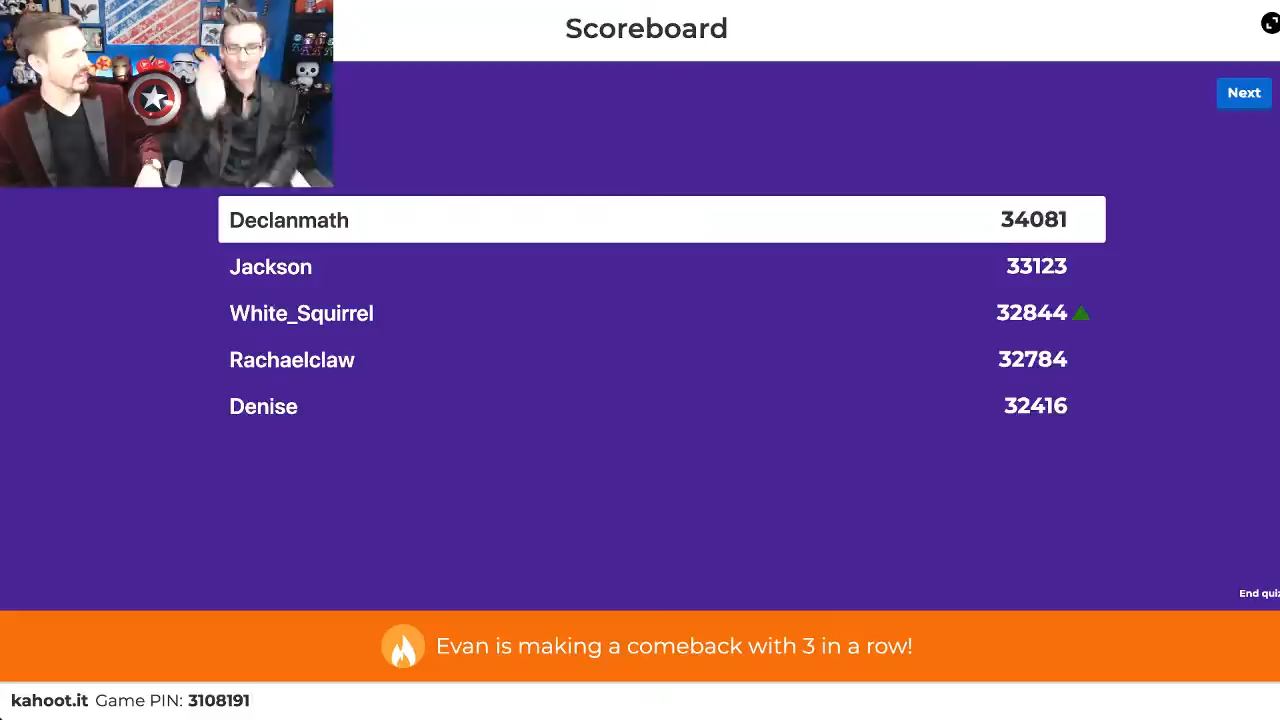 Scoreboard
Next
Declanmath 34081
Jackson 33123
White_Squirrel 32844
Rachaelclaw 32784
Denise 32416
End quiz
Evan is making a comeback with 3 in a row!
kahoot.it Game PIN: 3108191